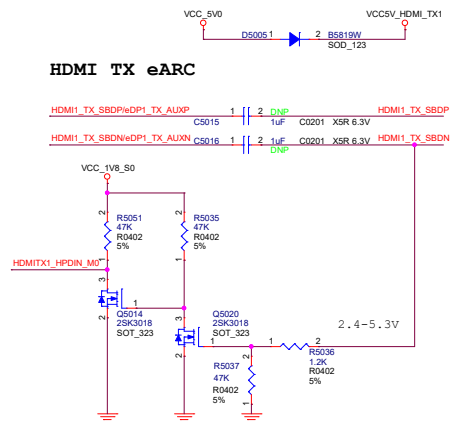 VCC_5V0
VCC5V_HDMI_TX1
D5005 1 2 B5819W
SOD_123
HDMI TX eARC
HDMI1_TX_SBDP/eDP1_TX_AUXP 1 2 DNP HDMI1_TX_SBDP
C5015 1uF C0201 X5R 6.3V
HDMI1_TX_SBDN/eDP1_TX_AUXN C5016 1 2 1uF C0201 X5R 6.3V HDMI1_TX_SBDN
DNP
VCC_1V8_S0
2 R5051 2 R5035
47K 47K
R0402 R0402
1 5% 1 5%
HDMITX1_HPDIN_M0
3
1
Q5014 3 Q5020
2 2SK3018 2SK3018
SOT_323 SOT_323
2.4-5.3V
1 1 2
R5036
2 R5037 2 1.2K
47K R0402
R0402 5%
5% 1